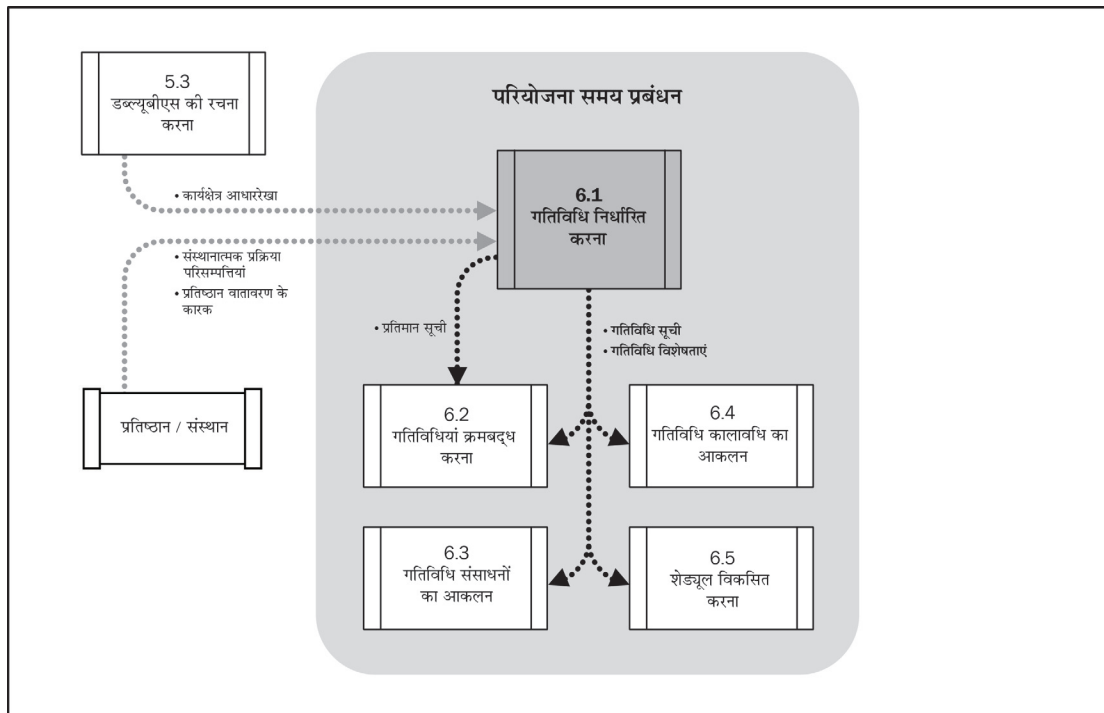 5.3
डब्ल्यूबीएस की रचना
करना
परियोजना समय प्रबंधन
6.1
गतिविधि निर्धारित
करना
• कार्यक्षेत्र आधाररेखा
• संस्थानात्मक प्रक्रिया
परिसम्पत्तियां
• प्रतिष्ठान वातावरण के
कारक
• प्रतिमान सूची
• गतिविधि सूची
• गतिविधि विशेषताएं
प्रतिष्ठान / संस्थान
6.2
गतिविधियां क्रमबद्ध
करना
6.4
गतिविधि कालावधि का
आकलन
6.3
गतिविधि संसाधनों
का आकलन
6.5
शेड्यूल विकसित
करना